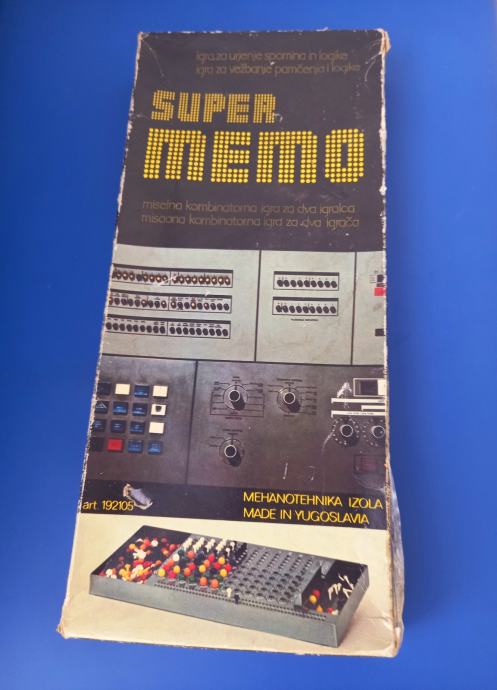 igra za urjenje spomina in logike
igra za vežbanje pamčenja i logike
SUPER
MEMO
miselna kombinatorna igra za dva igralca
misaona kombinatorna igra za dva igrača
art. 192105
MEHANOTEHNIKA IZOLA
MADE IN YUGOSLAVIA